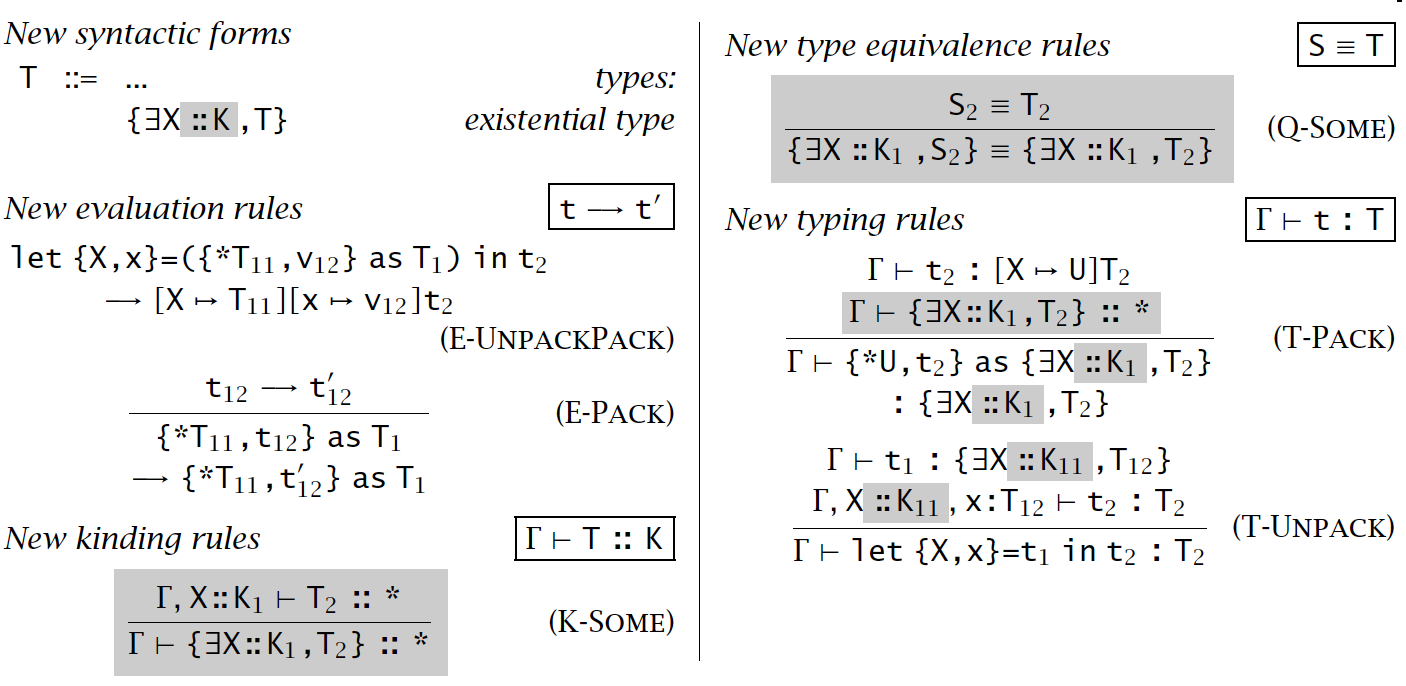 New syntactic forms
T ::= ... types:
{∃X::K,T} existential type
New evaluation rules t ⟶ t′
let {X,x}=({*T₁₁,v₁₂} as T₁) in t₂
⟶ [X ↦ T₁₁][x ↦ v₁₂]t₂
(E-UNPACKPACK)
t₁₂ ⟶ t′₁₂
(E-PACK)
{*T₁₁,t₁₂} as T₁
⟶ {*T₁₁,t′₁₂} as T₁
New kinding rules Γ ⊢ T :: K
Γ, X::K₁ ⊢ T₂ :: *
(K-SOME)
Γ ⊢ {∃X::K₁,T₂} :: *
New type equivalence rules S ≡ T
S₂ ≡ T₂
(Q-SOME)
{∃X::K₁,S₂} ≡ {∃X::K₁,T₂}
New typing rules Γ ⊢ t : T
Γ ⊢ t₂ : [X ↦ U]T₂
Γ ⊢ {∃X::K₁,T₂} :: *
(T-PACK)
Γ ⊢ {*U,t₂} as {∃X::K₁,T₂}
: {∃X::K₁,T₂}
Γ ⊢ t₁ : {∃X::K₁₁,T₁₂}
Γ, X::K₁₁, x:T₁₂ ⊢ t₂ : T₂
(T-UNPACK)
Γ ⊢ let {X,x}=t₁ in t₂ : T₂